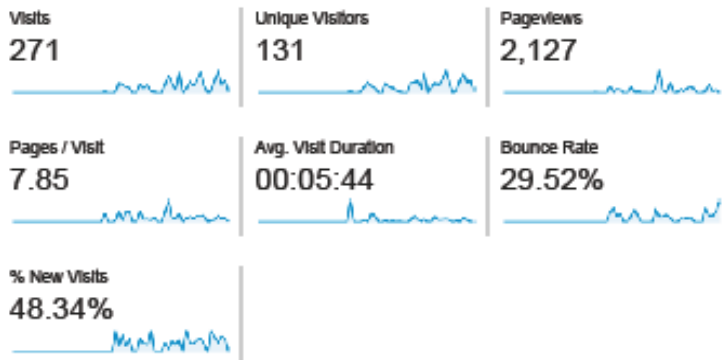 Visits
271
Unique Visitors
131
Pageviews
2,127
Pages / Visit
7.85
Avg. Visit Duration
00:05:44
Bounce Rate
29.52%
% New Visits
48.34%